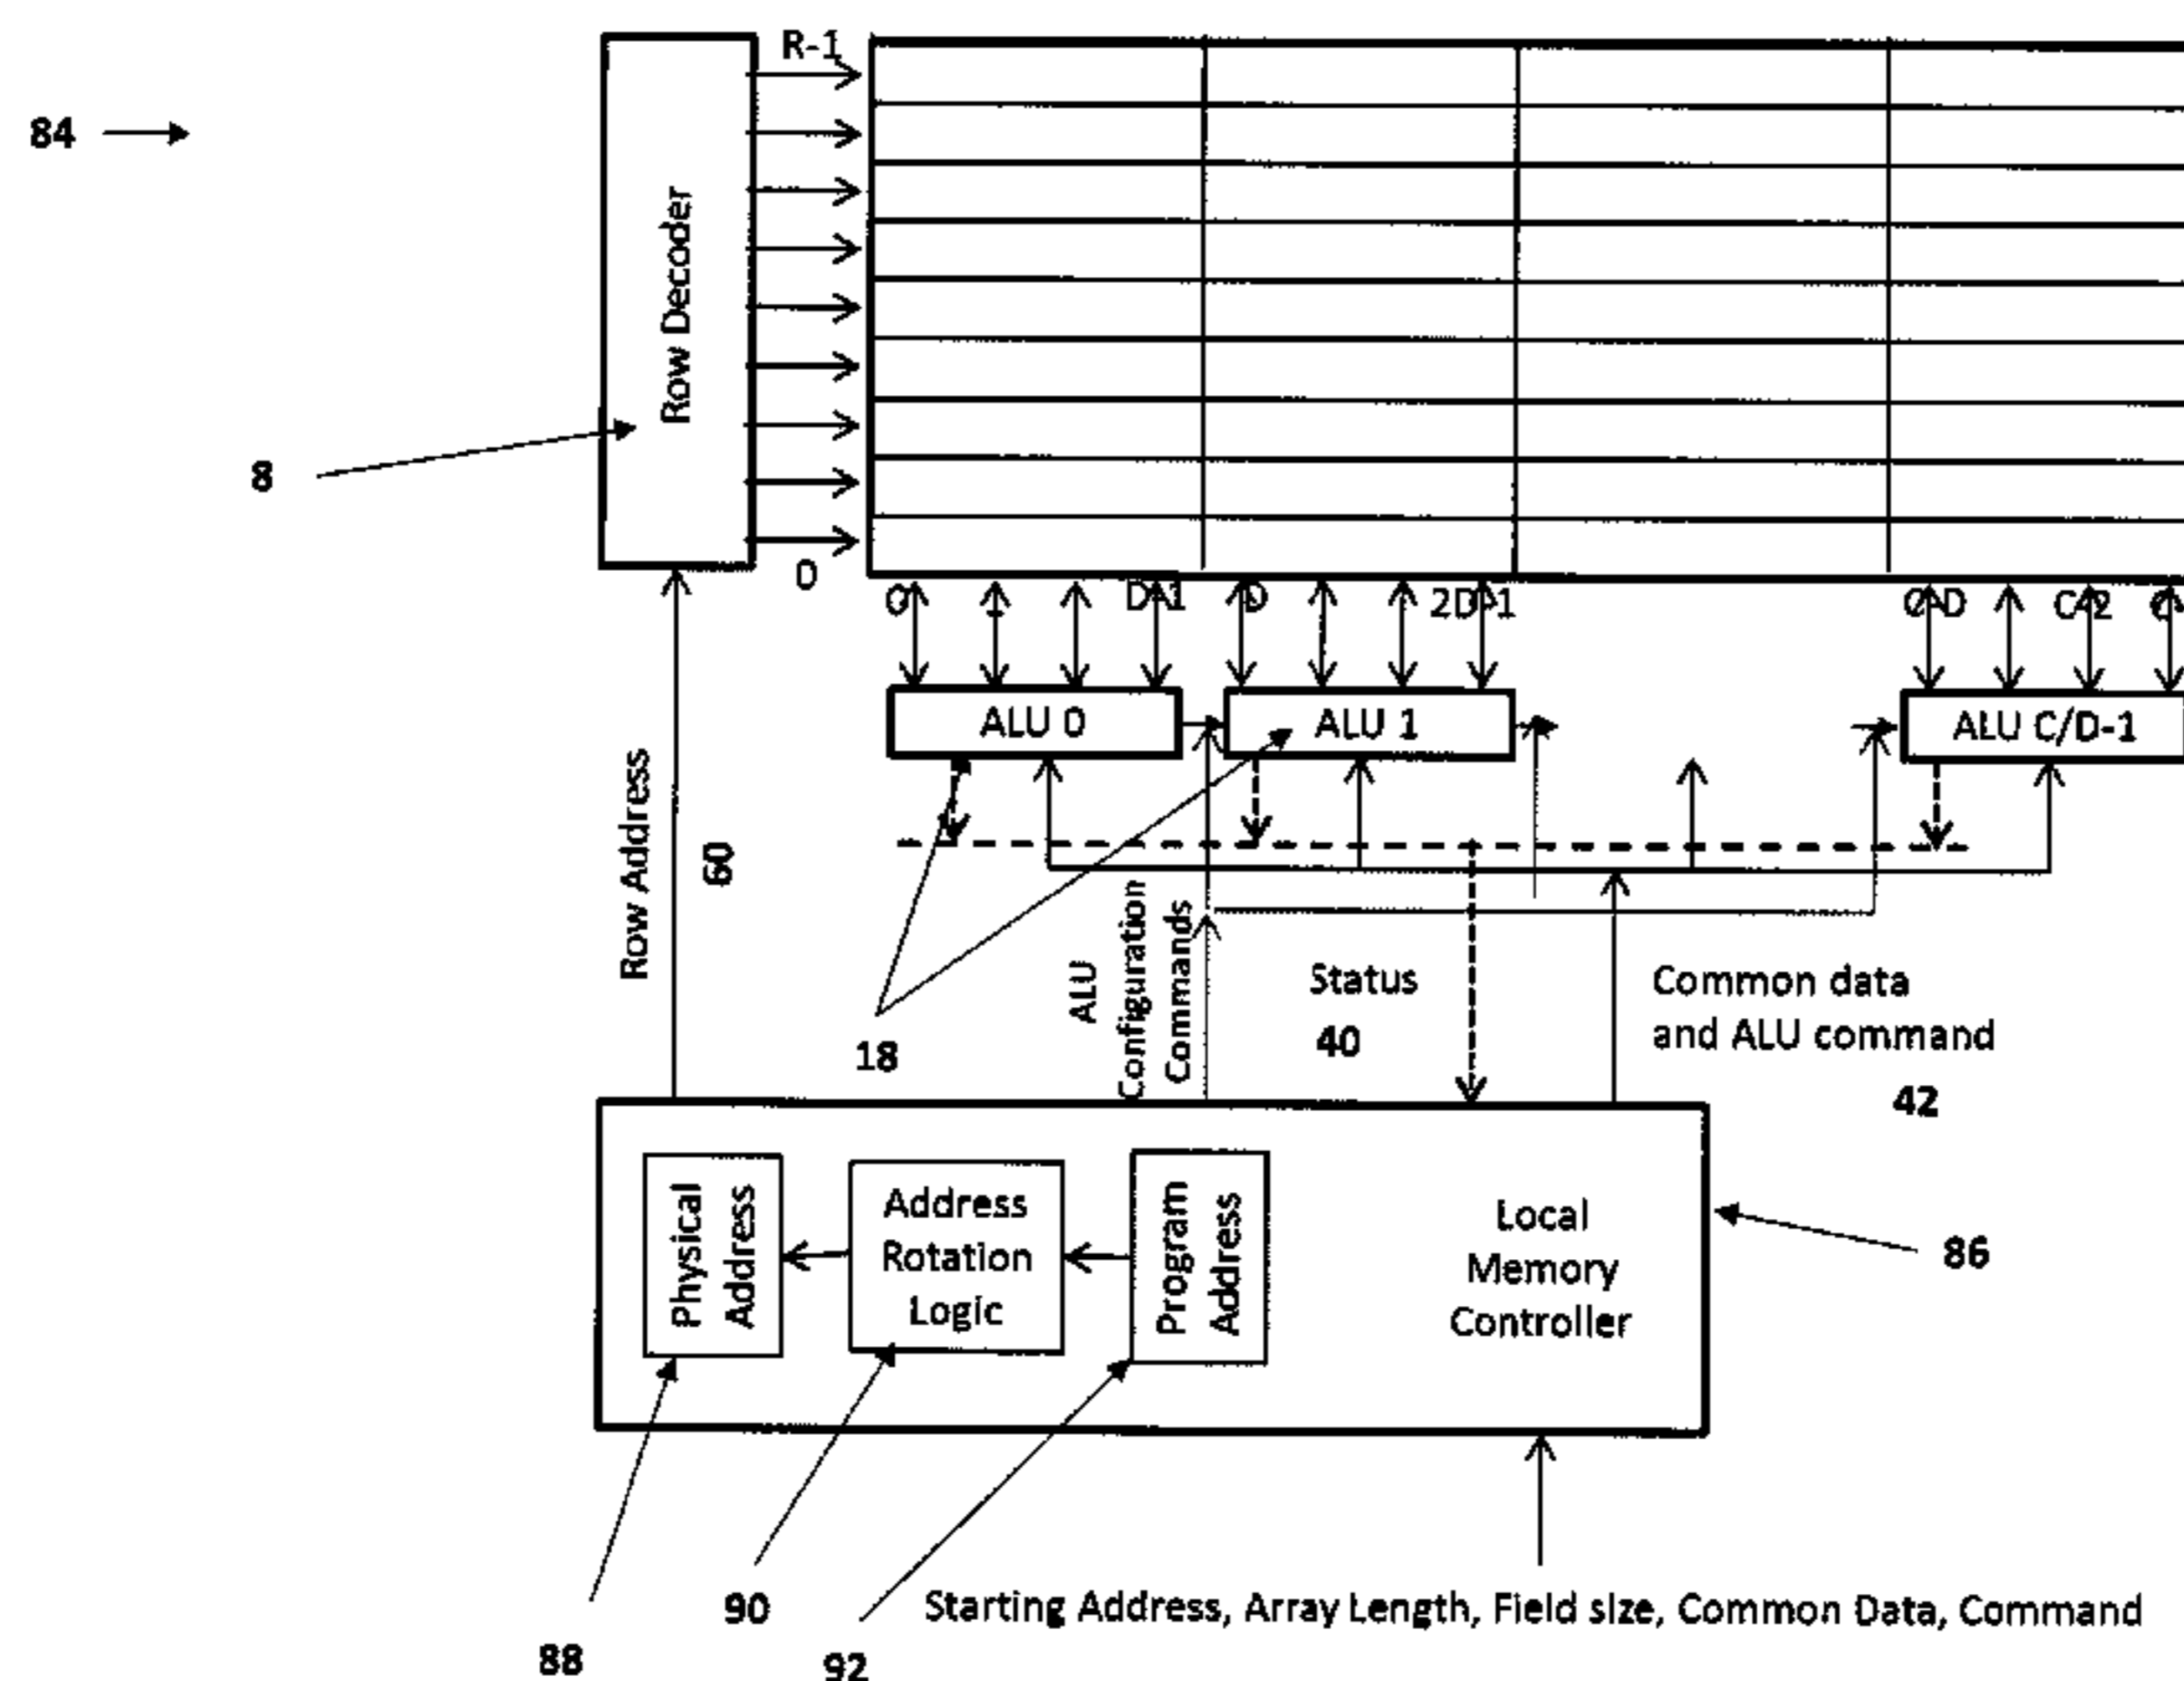 R-1
84
Row Decoder
8
0
0
1
D-1
D
2D-1
C-D
C-2
ALU 0
ALU 1
ALU C/D-1
Row Address
60
ALU
Configuration
Commands
Status
40
Common data
and ALU command
42
18
Physical
Address
Address
Rotation
Logic
Program
Address
Local
Memory
Controller
86
90
88
92
Starting Address, Array Length, Field size, Common Data, Command